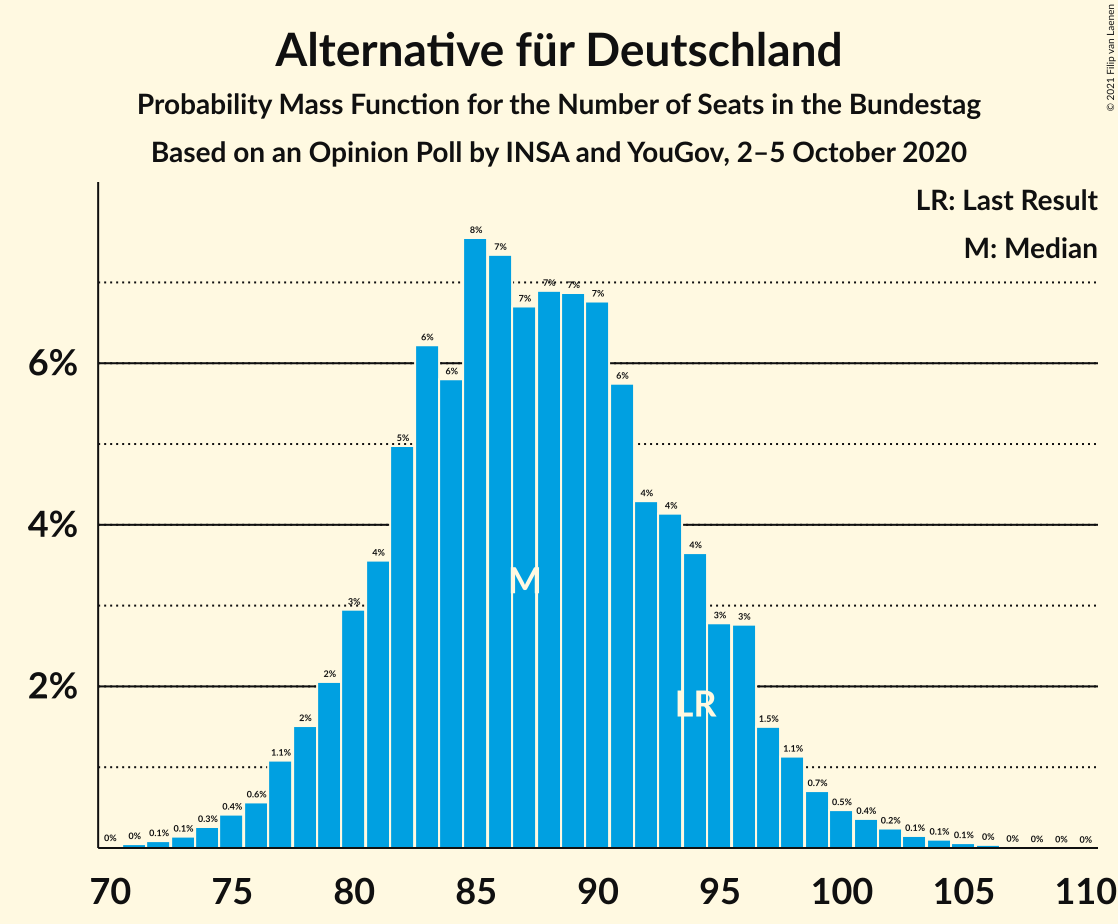 © 2021 Filip van Laenen
Alternative für Deutschland
Probability Mass Function for the Number of Seats in the Bundestag
Based on an Opinion Poll by INSA and YouGov, 2–5 October 2020
LR: Last Result
M: Median
6%
4%
2%
0% 0% 0.1% 0.1% 0.3% 0.4% 0.6% 1.1% 2% 2% 3% 4% 5% 6% 6% 8% 7% 7% 7% 7% 7% 6% 4% 4% 4% 3% 3% 1.5% 1.1% 0.7% 0.5% 0.4% 0.2% 0.1% 0.1% 0.1% 0% 0% 0% 0% 0%
M
LR
70 75 80 85 90 95 100 105 110